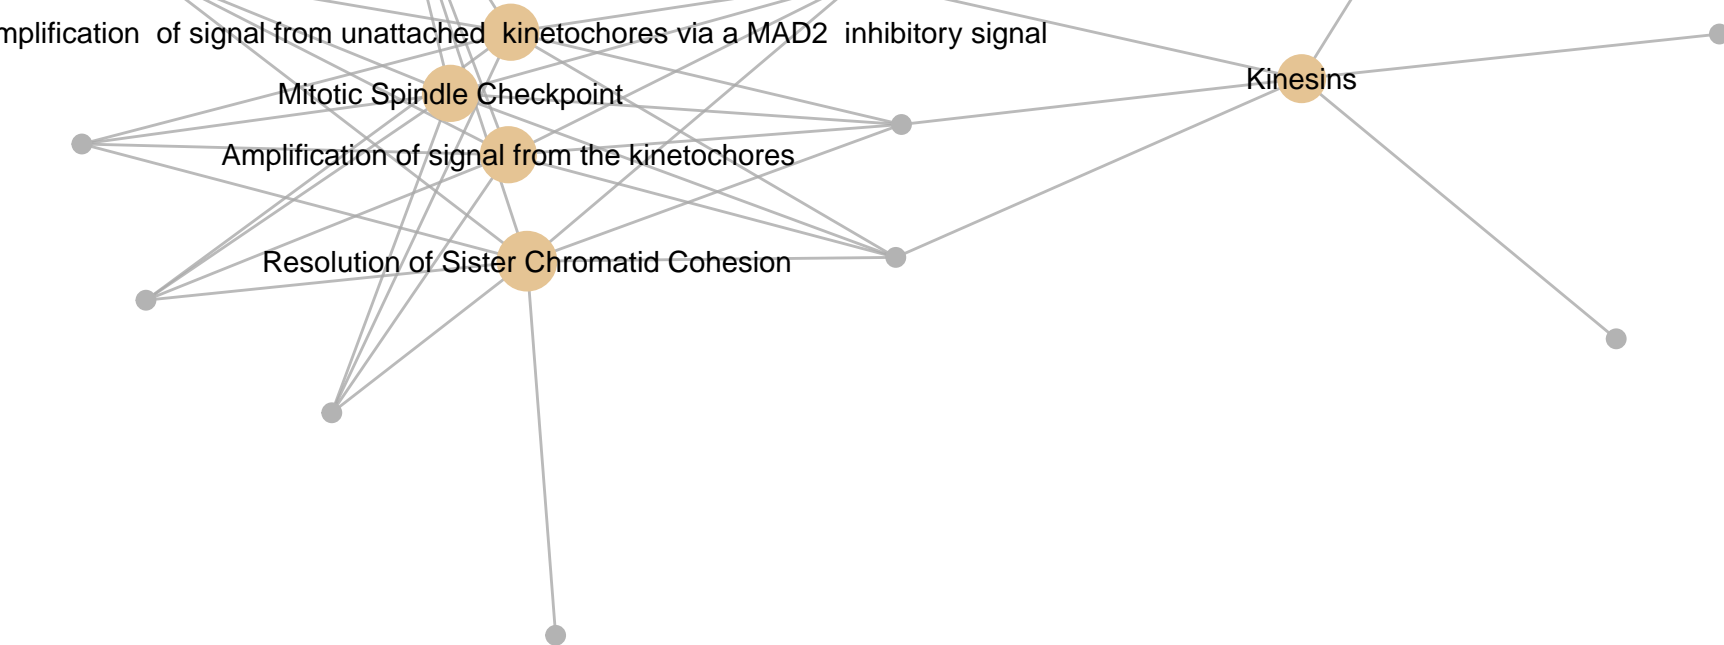 mplification  of signal from unattached  kinetochores via a MAD2  inhibitory signal
Kinesins
Mitotic Spindle Checkpoint
Amplification of signal from the kinetochores
Resolution of Sister Chromatid Cohesion